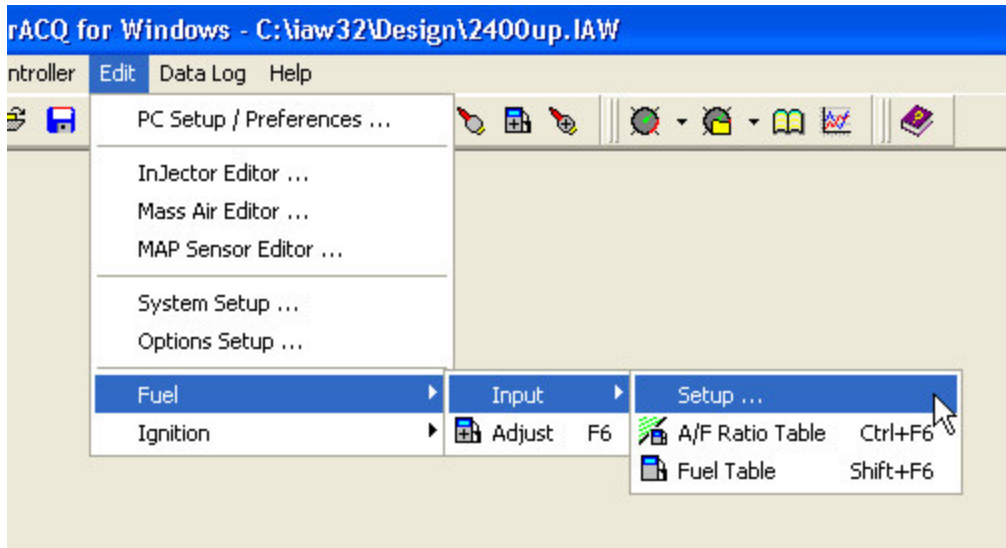 rACQ for Windows - C:\iaw32\Design\2400up.IAW
ntroller Edit Data Log Help
PC Setup / Preferences ...
InJector Editor ...
Mass Air Editor ...
MAP Sensor Editor ...
System Setup ...
Options Setup ...
Fuel Input Setup ...
Ignition Adjust F6 A/F Ratio Table Ctrl+F6
Fuel Table Shift+F6